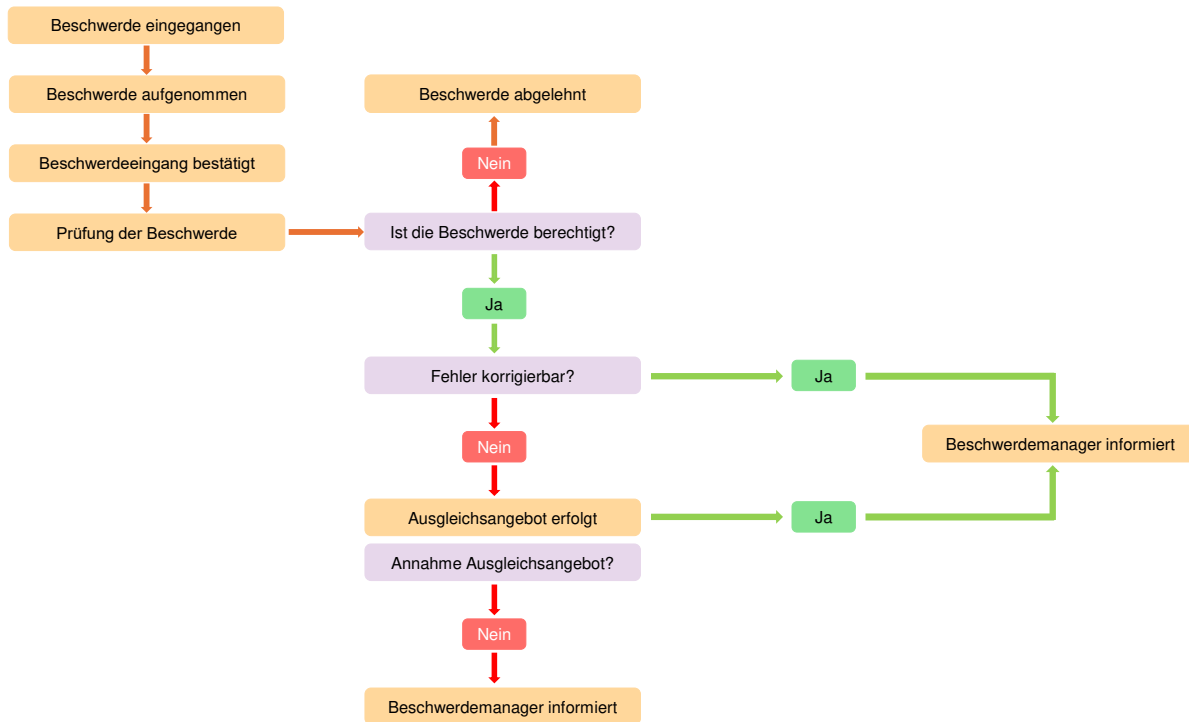 Beschwerde eingegangen
Beschwerde aufgenommen
Beschwerde abgelehnt
Beschwerdeeingang bestätigt
Nein
Prüfung der Beschwerde
Ist die Beschwerde berechtigt?
Ja
Fehler korrigierbar?
Ja
Nein
Beschwerdemanager informiert
Ausgleichsangebot erfolgt
Ja
Annahme Ausgleichsangebot?
Nein
Beschwerdemanager informiert